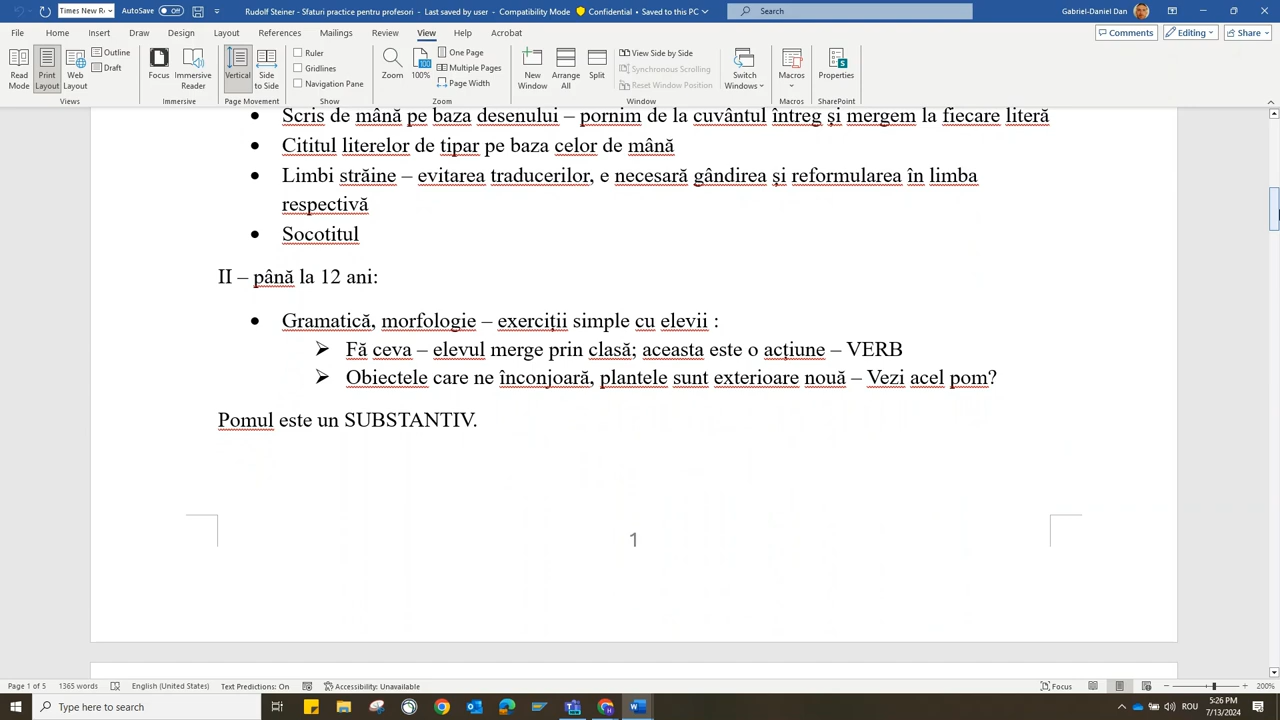 Times New R
AutoSave Off
Rudolf Steiner - Sfaturi practice pentru profesori - Last saved by user - Compatibility Mode
Confidential • Saved to this PC
Search
Gabriel-Daniel Dan
File Home Insert Draw Design Layout References Mailings Review View Help Acrobat
Comments Editing Share
Read Mode
Print Layout
Web Layout
Outline
Draft
Views
Focus
Immersive Reader
Immersive
Vertical
Side to Side
Page Movement
Ruler
Gridlines
Navigation Pane
Show
Zoom
100%
One Page
Multiple Pages
Page Width
Zoom
New Window
Arrange All
Split
View Side by Side
Synchronous Scrolling
Reset Window Position
Window
Switch Windows
Macros
Macros
Properties
SharePoint
• Scris de mână pe baza desenului – pornim de la cuvântul întreg și mergem la fiecare literă
• Cititul literelor de tipar pe baza celor de mână
• Limbi străine – evitarea traducerilor, e necesară gândirea și reformularea în limba
respectivă
• Socotitul
II – până la 12 ani:
• Gramatică, morfologie – exerciții simple cu elevii :
➢ Fă ceva – elevul merge prin clasă; aceasta este o acțiune – VERB
➢ Obiectele care ne înconjoară, plantele sunt exterioare nouă – Vezi acel pom?
Pomul este un SUBSTANTIV.
1
Page 1 of 5 1365 words English (United States) Text Predictions: On Accessibility: Unavailable Focus 200%
Type here to search
ROU
5:26 PM
7/13/2024